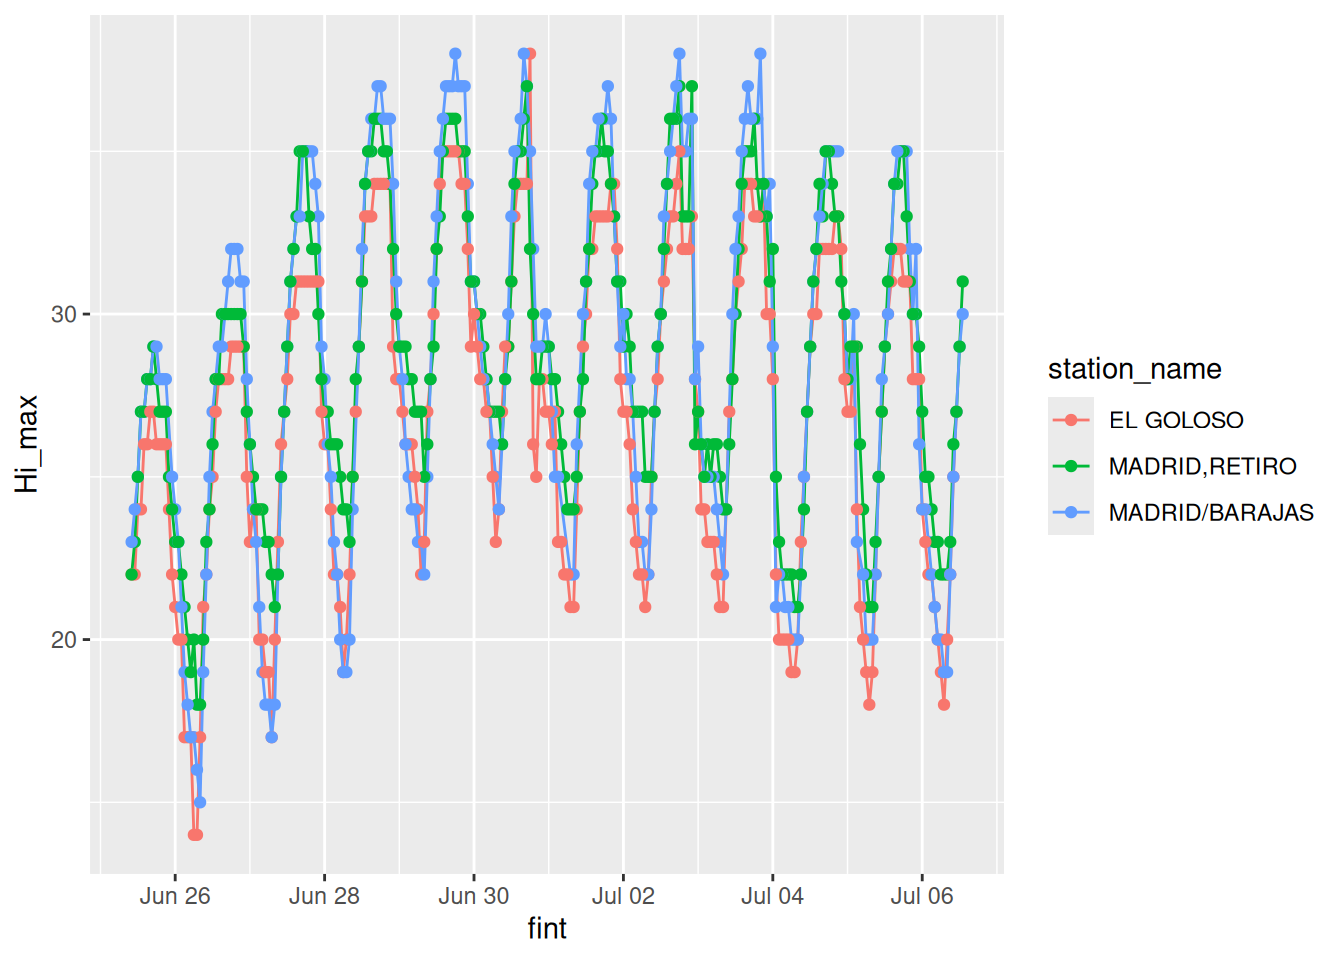 Hi_max
30
20
Jun 26
Jun 28
Jun 30
Jul 02
Jul 04
Jul 06
fint
station_name
EL GOLOSO
MADRID,RETIRO
MADRID/BARAJAS